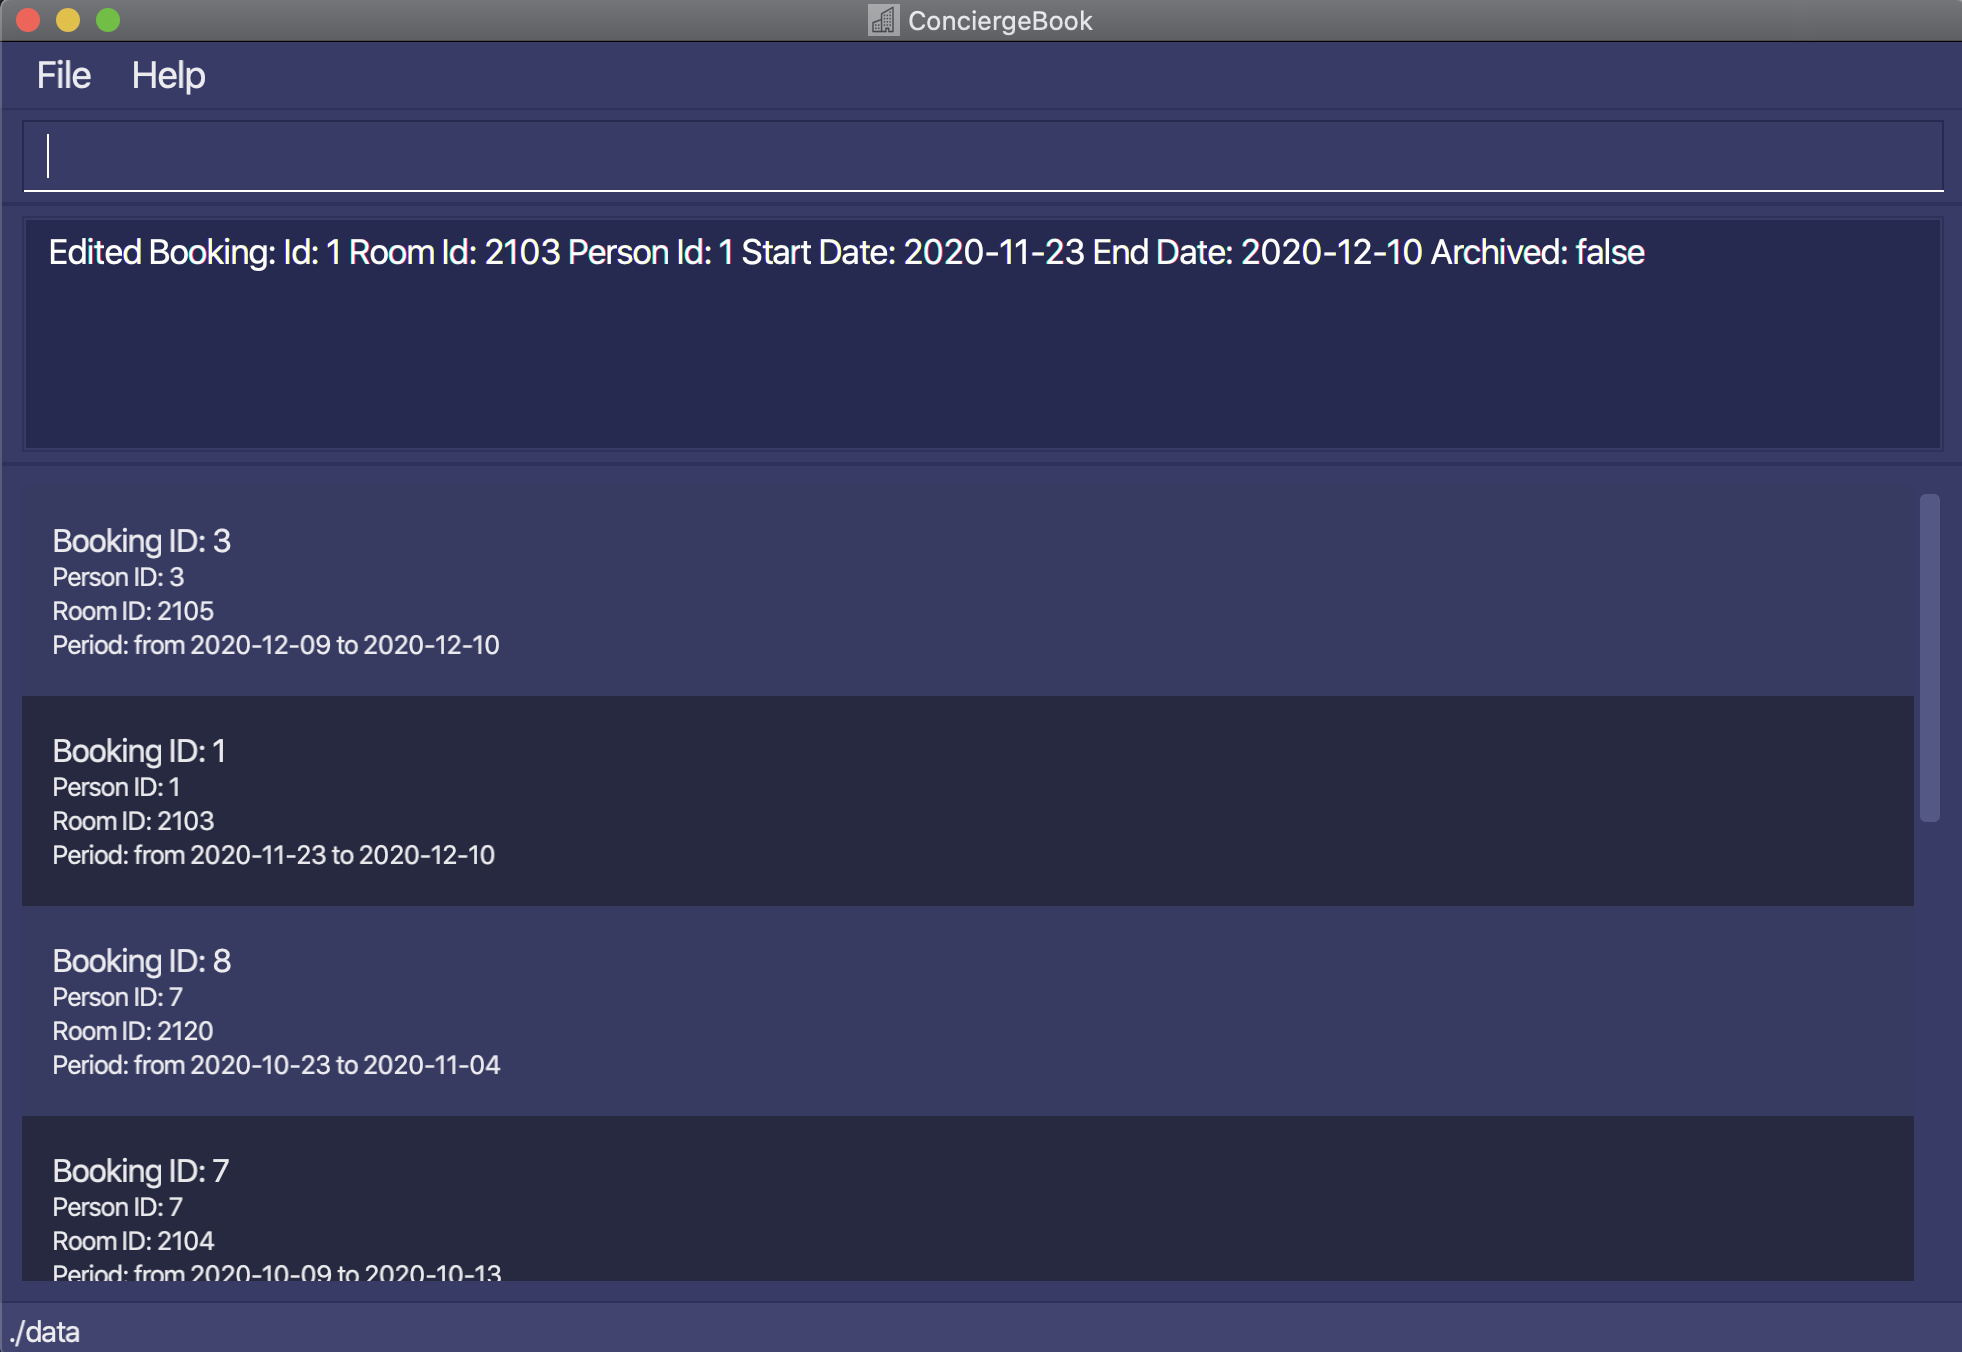 ConciergeBook
File Help
Edited Booking: Id: 1 Room Id: 2103 Person Id: 1 Start Date: 2020-11-23 End Date: 2020-12-10 Archived: false
Booking ID: 3
Person ID: 3
Room ID: 2105
Period: from 2020-12-09 to 2020-12-10
Booking ID: 1
Person ID: 1
Room ID: 2103
Period: from 2020-11-23 to 2020-12-10
Booking ID: 8
Person ID: 7
Room ID: 2120
Period: from 2020-10-23 to 2020-11-04
Booking ID: 7
Person ID: 7
Room ID: 2104
Period: from 2020-10-09 to 2020-10-13
./data